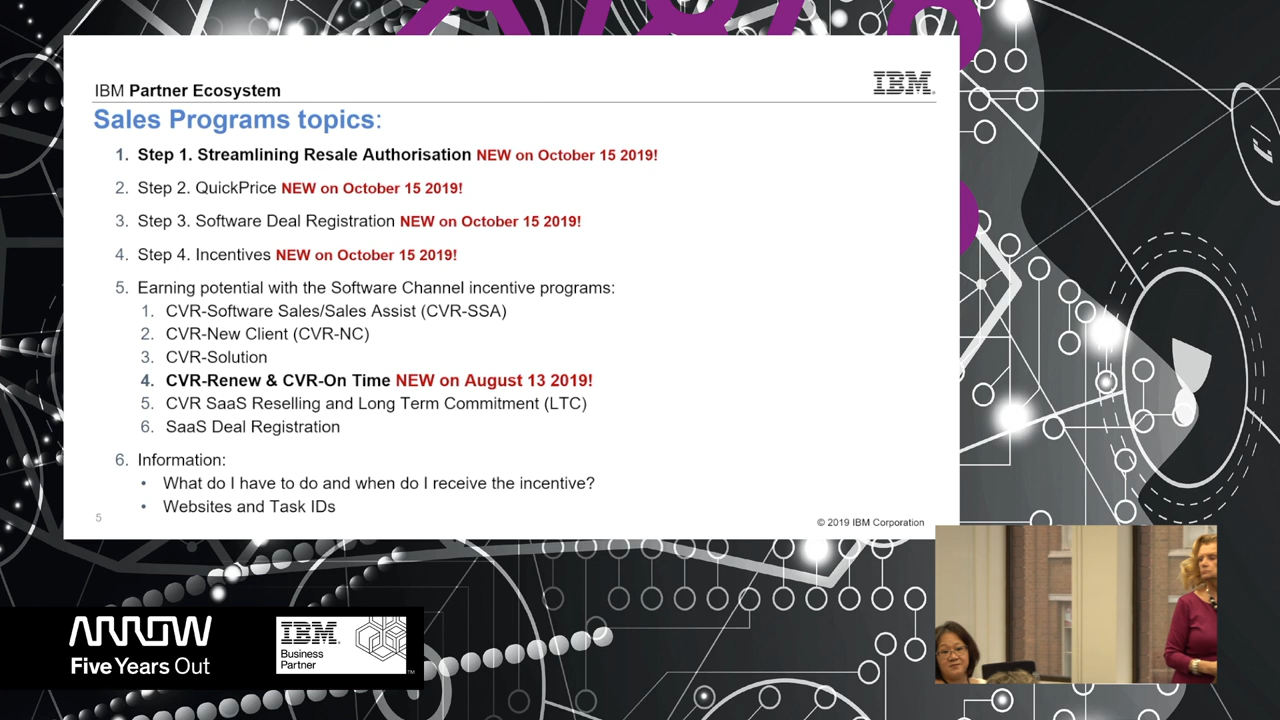 IBM Partner Ecosystem
IBM
Sales Programs topics:
1. Step 1. Streamlining Resale Authorisation NEW on October 15 2019!
2. Step 2. QuickPrice NEW on October 15 2019!
3. Step 3. Software Deal Registration NEW on October 15 2019!
4. Step 4. Incentives NEW on October 15 2019!
5. Earning potential with the Software Channel incentive programs:
1. CVR-Software Sales/Sales Assist (CVR-SSA)
2. CVR-New Client (CVR-NC)
3. CVR-Solution
4. CVR-Renew & CVR-On Time NEW on August 13 2019!
5. CVR SaaS Reselling and Long Term Commitment (LTC)
6. SaaS Deal Registration
6. Information:
• What do I have to do and when do I receive the incentive?
• Websites and Task IDs
5
© 2019 IBM Corporation
ARROW
Five Years Out
IBM
Business
Partner
TM